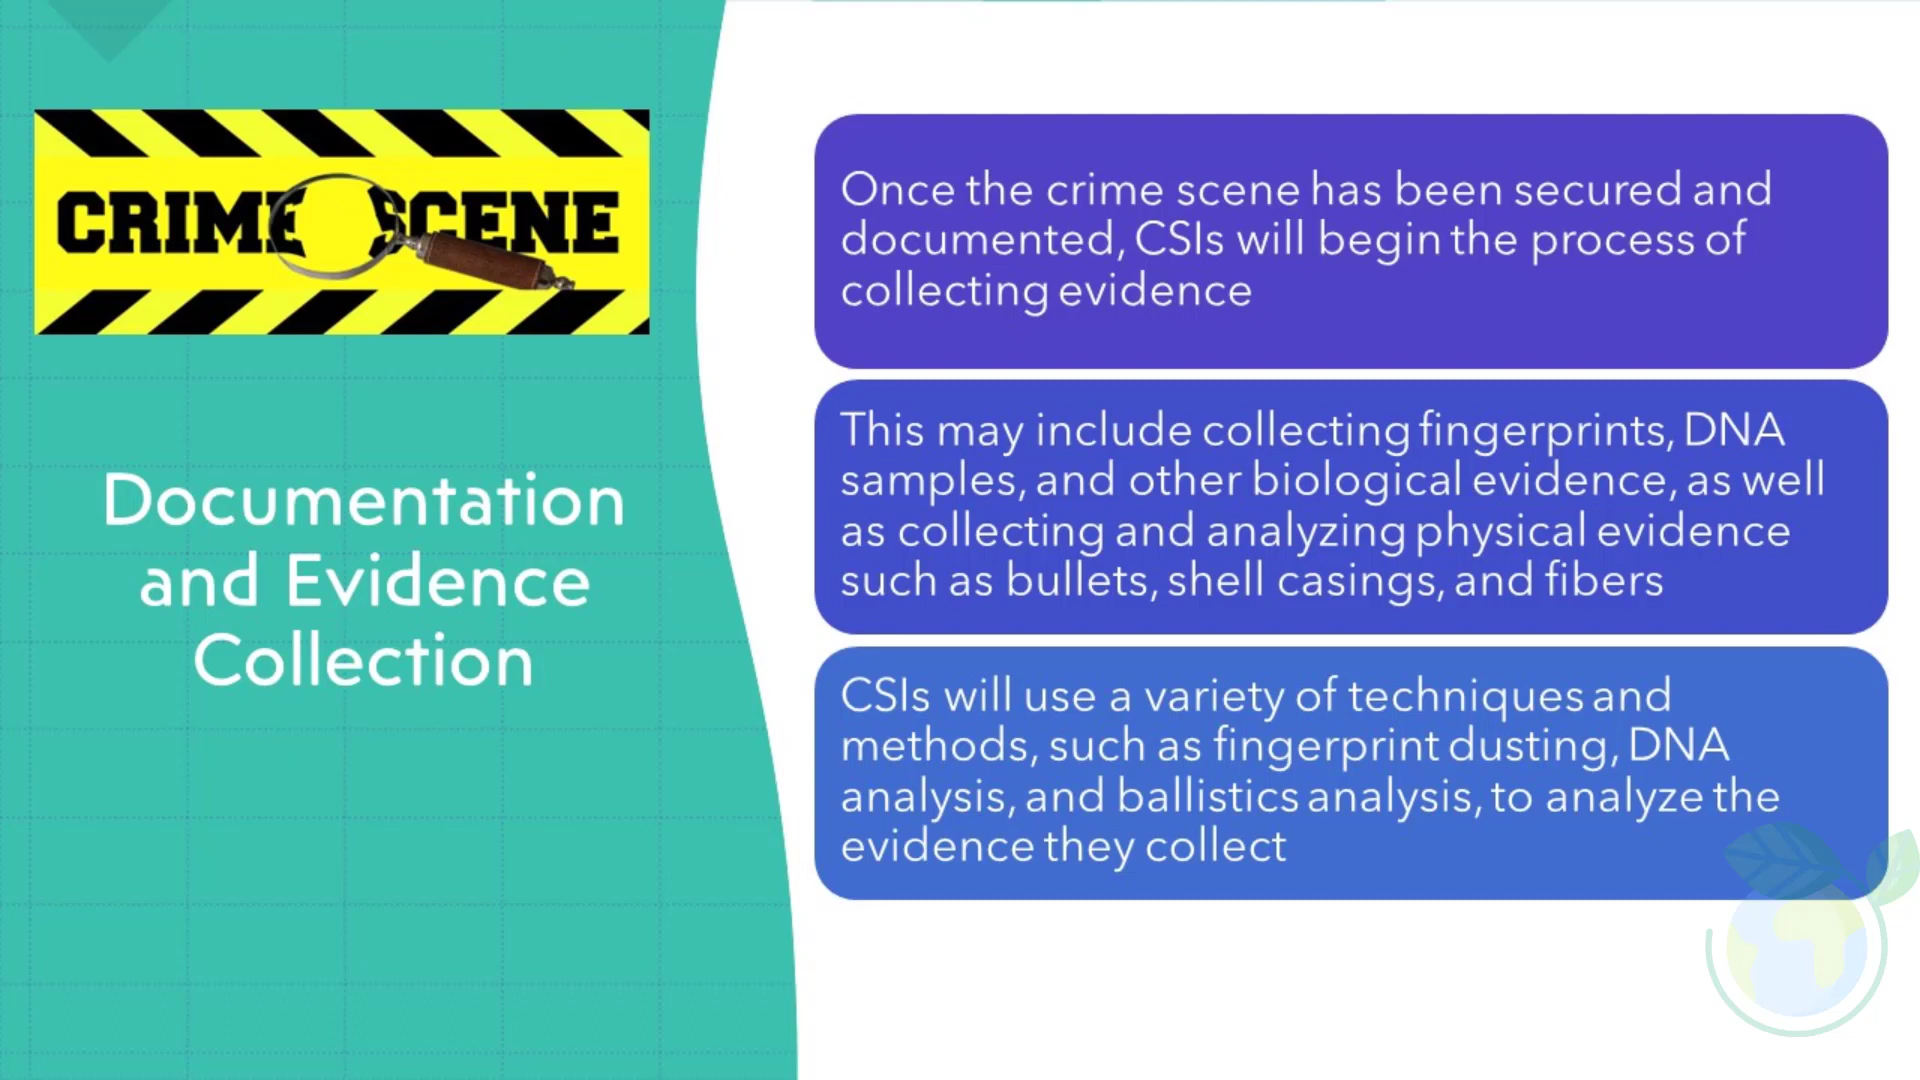 CRIME SCENE
Documentation
and Evidence
Collection
Once the crime scene has been secured and
documented, CSIs will begin the process of
collecting evidence
This may include collecting fingerprints, DNA
samples, and other biological evidence, as well
as collecting and analyzing physical evidence
such as bullets, shell casings, and fibers
CSIs will use a variety of techniques and
methods, such as fingerprint dusting, DNA
analysis, and ballistics analysis, to analyze the
evidence they collect